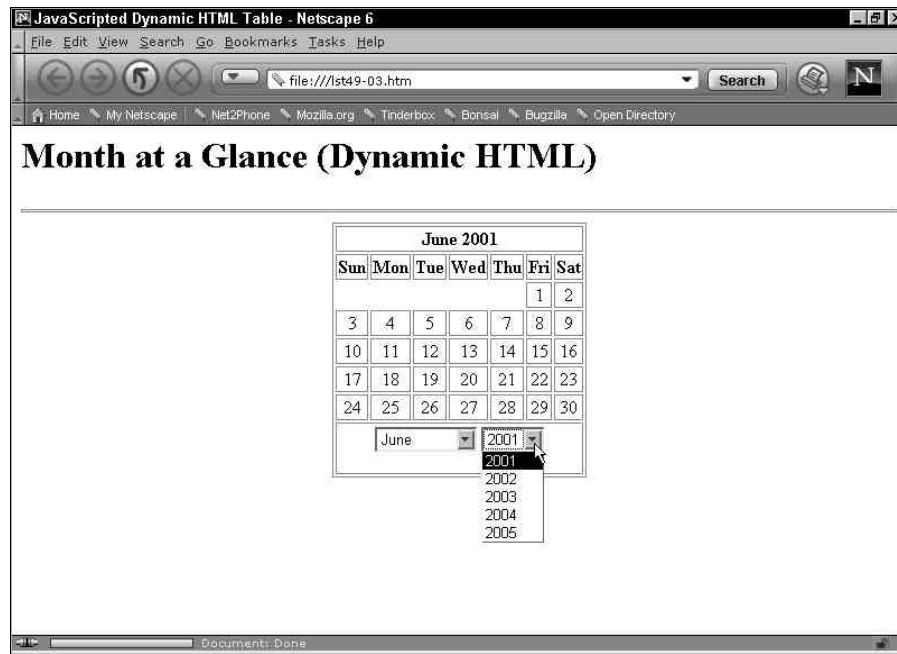 JavaScripted Dynamic HTML Table - Netscape 6
File Edit View Search Go Bookmarks Tasks Help
file:///lst49-03.htm Search N
Home My Netscape Net2Phone Mozilla.org Tinderbox Bonsai Bugzilla Open Directory
Month at a Glance (Dynamic HTML)
June 2001
Sun Mon Tue Wed Thu Fri Sat
1 2
3 4 5 6 7 8 9
10 11 12 13 14 15 16
17 18 19 20 21 22 23
24 25 26 27 28 29 30
June 2001
2001
2002
2003
2004
2005
Document: Done